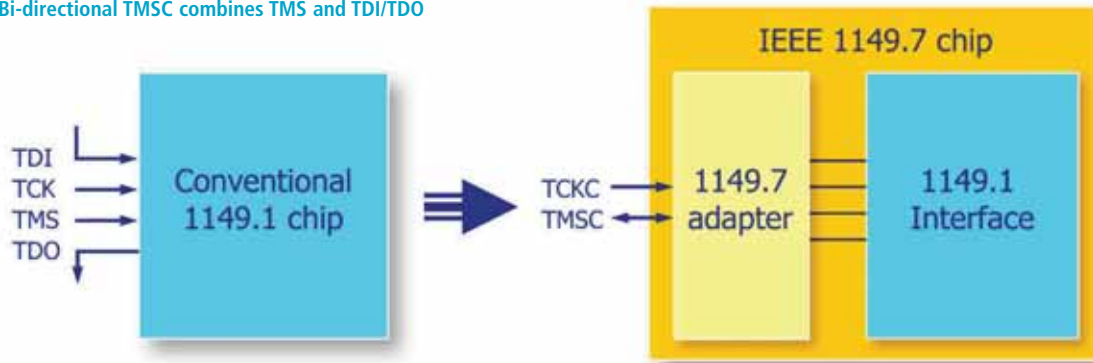 Bi-directional TMSC combines TMS and TDI/TDO
TDI
TCK
TMS
TDO
Conventional
1149.1 chip
TCKC
TMSC
IEEE 1149.7 chip
1149.7
adapter
1149.1
Interface